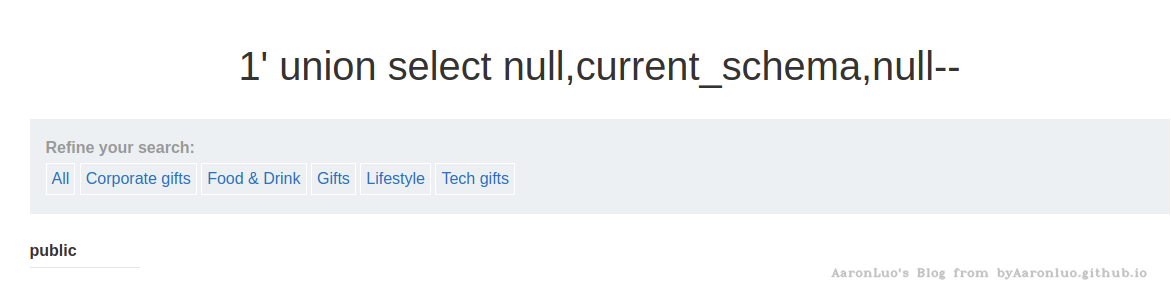 1' union select null,current_schema,null--
Refine your search:
All Corporate gifts Food & Drink Gifts Lifestyle Tech gifts
public
AaronLuo's Blog from byAaronluo.github.io